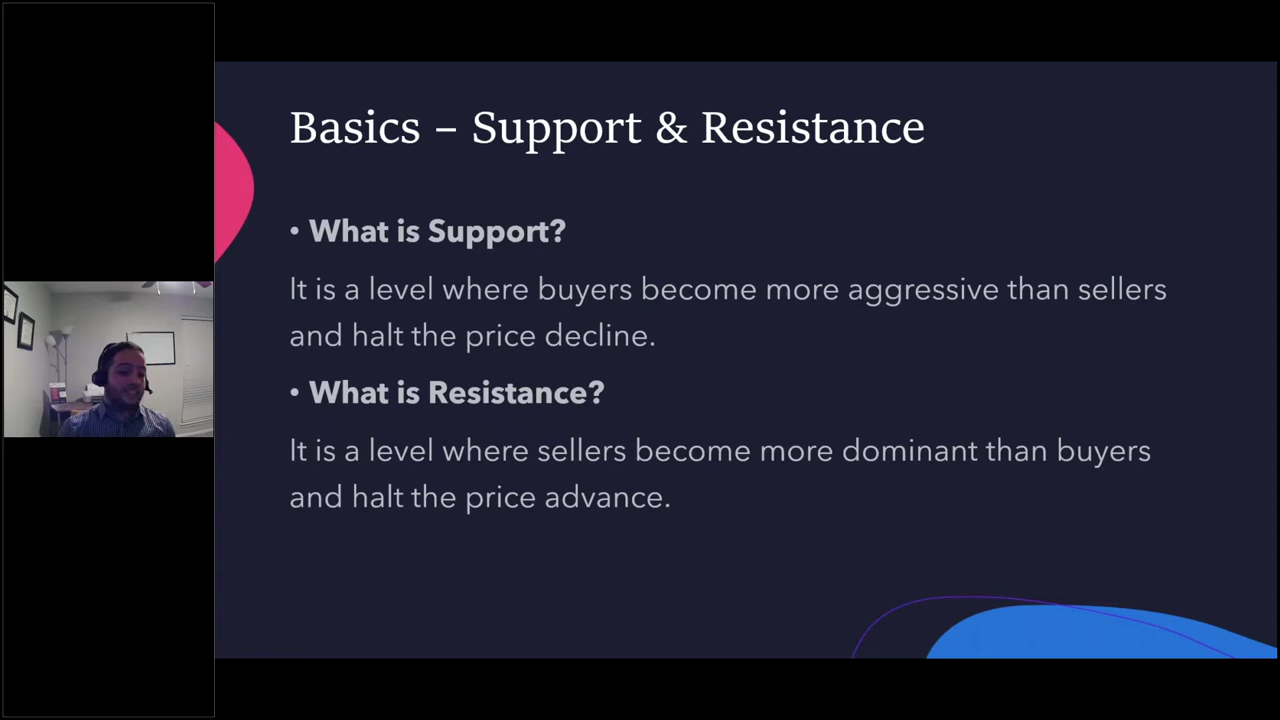 Basics – Support & Resistance
• What is Support?
It is a level where buyers become more aggressive than sellers
and halt the price decline.
• What is Resistance?
It is a level where sellers become more dominant than buyers
and halt the price advance.